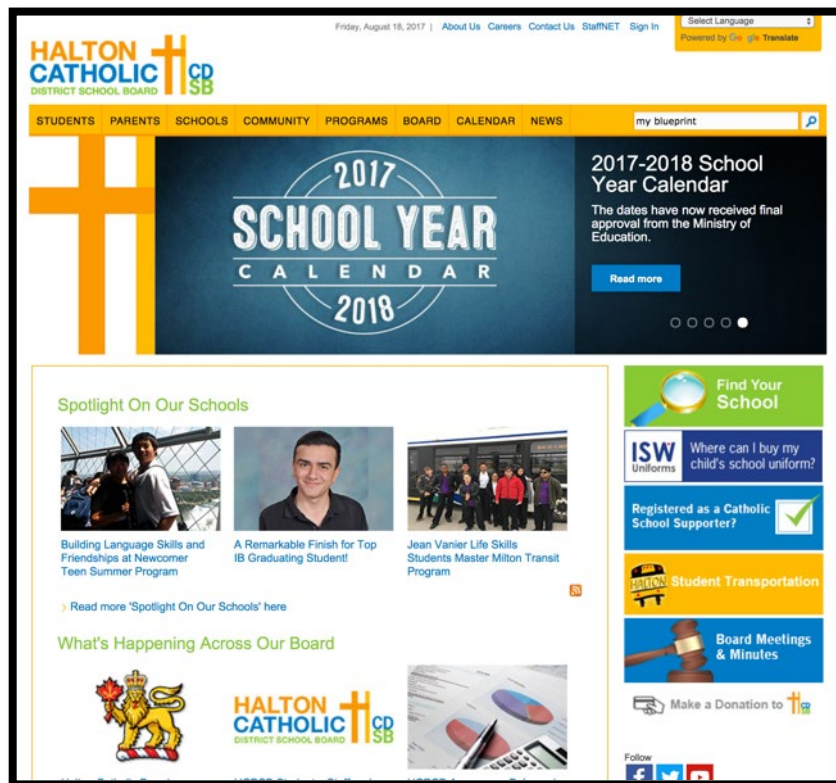 Friday, August 18, 2017 | About Us Careers Contact Us StaffNET Sign In
Select Language
Powered by Google Translate
HALTON
CATHOLIC CD
DISTRICT SCHOOL BOARD SB
STUDENTS PARENTS SCHOOLS COMMUNITY PROGRAMS BOARD CALENDAR NEWS
my blueprint
2017
SCHOOL YEAR
CALENDAR
2018
2017-2018 School
Year Calendar
The dates have now received final
approval from the Ministry of
Education.
Read more
Spotlight On Our Schools
Building Language Skills and
Friendships at Newcomer
Teen Summer Program
A Remarkable Finish for Top
IB Graduating Student!
Jean Vanier Life Skills
Students Master Milton Transit
Program
Read more 'Spotlight On Our Schools' here
What's Happening Across Our Board
HALTON
CATHOLIC CD
DISTRICT SCHOOL BOARD SB
Find Your
School
ISW
Uniforms
Where can I buy my
child's school uniform?
Registered as a Catholic
School Supporter?
HALTON
Student Transportation
Board Meetings
& Minutes
Make a Donation to CD
SB
Follow